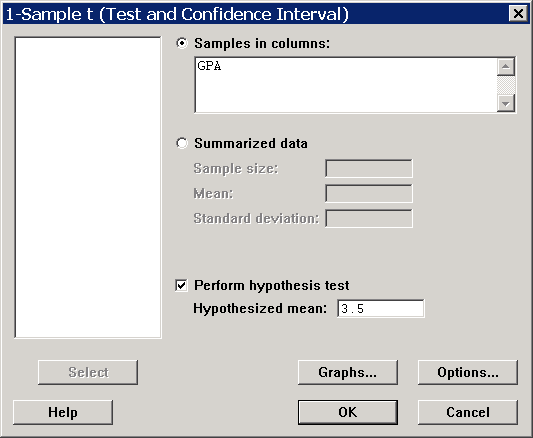 1-Sample t (Test and Confidence Interval)
Samples in columns:
GPA
Summarized data
Sample size:
Mean:
Standard deviation:
Perform hypothesis test
Hypothesized mean: 3.5
Select
Graphs...
Options...
Help
OK
Cancel